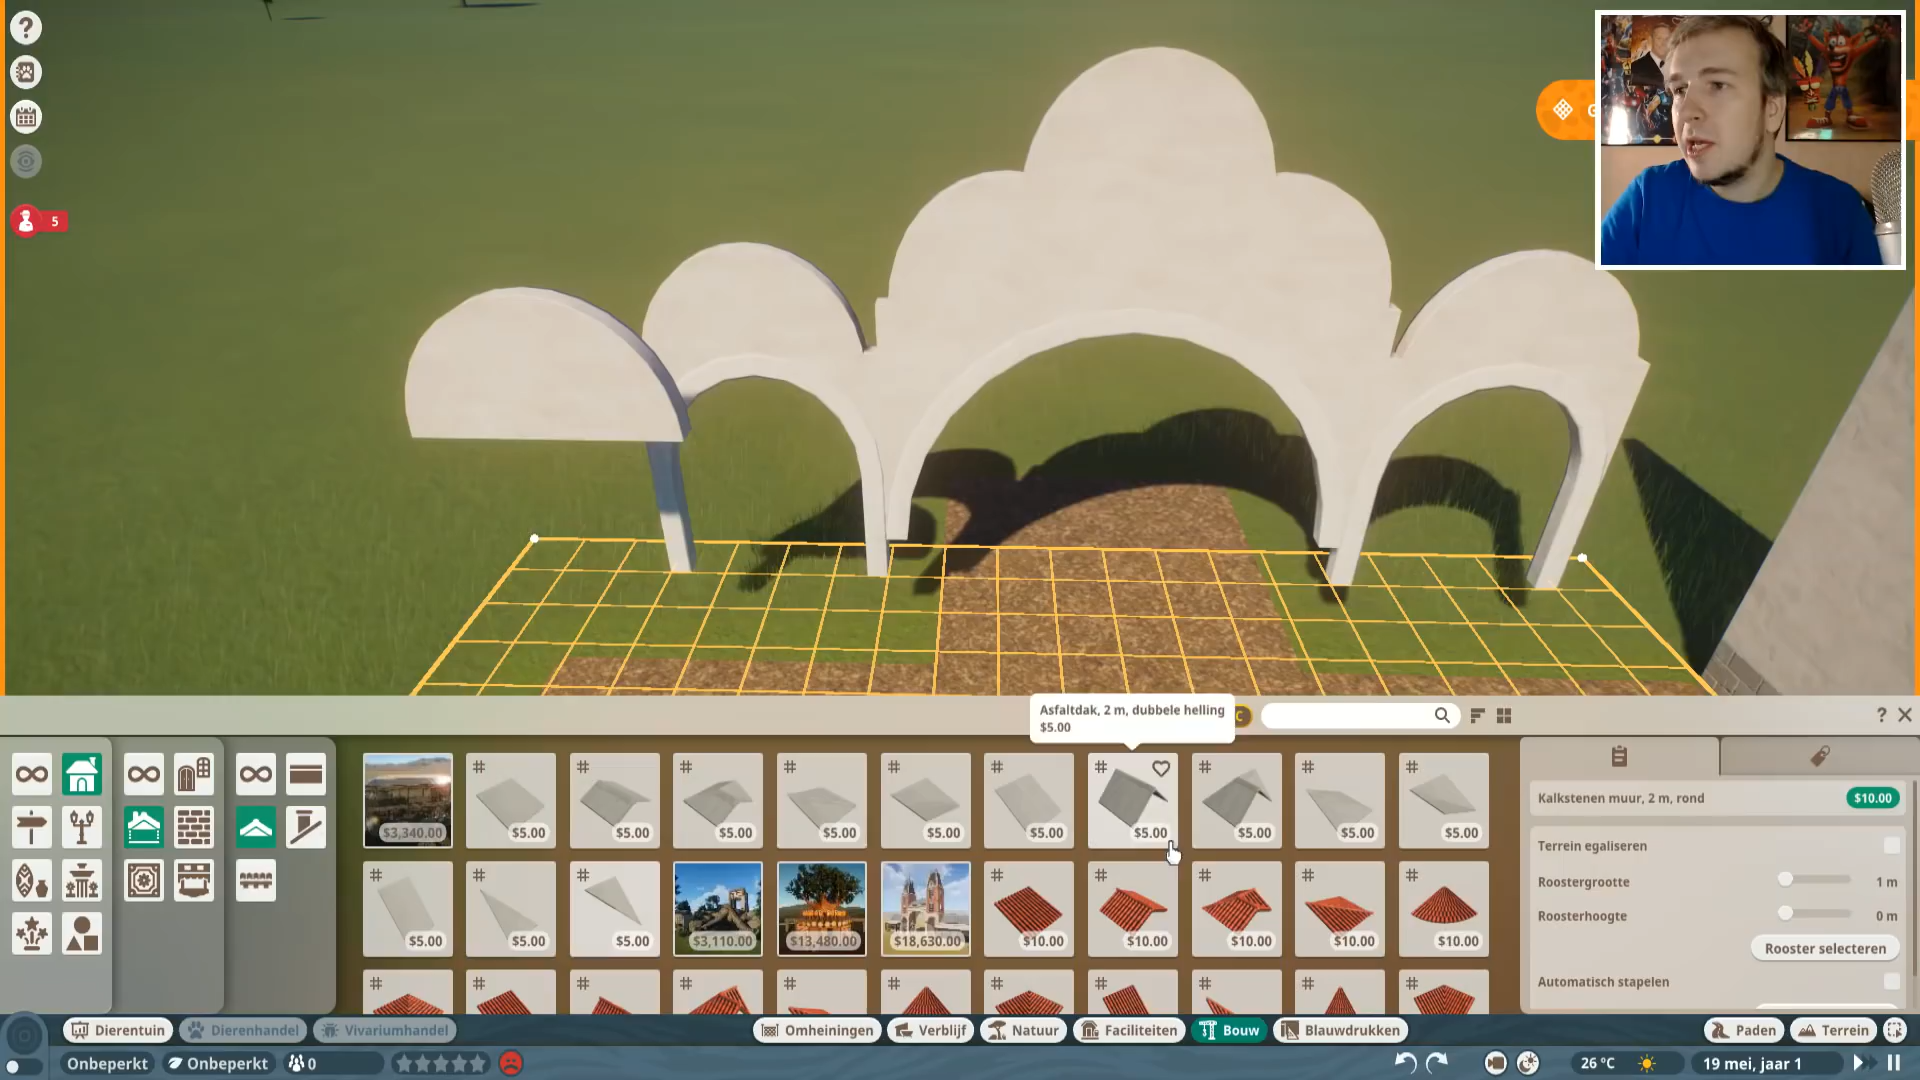 ?
5
G
Asfaltdak, 2 m, dubbele helling
$5.00
C
?
$3,340.00
$5.00
$5.00
$5.00
$5.00
$5.00
$5.00
$5.00
$5.00
$5.00
$5.00
$5.00
$5.00
$5.00
$3,110.00
$13,480.00
$18,630.00
$10.00
$10.00
$10.00
$10.00
$10.00
Kalkstenen muur, 2 m, rond
$10.00
Terrein egaliseren
Roostergrootte
1 m
Roosterhoogte
0 m
Rooster selecteren
Automatisch stapelen
Dierentuin
Dierenhandel
Vivariumhandel
Omheiningen
Verblijf
Natuur
Faciliteiten
Bouw
Blauwdrukken
Paden
Terrein
Onbeperkt
Onbeperkt
0
26 °C
19 mei, jaar 1